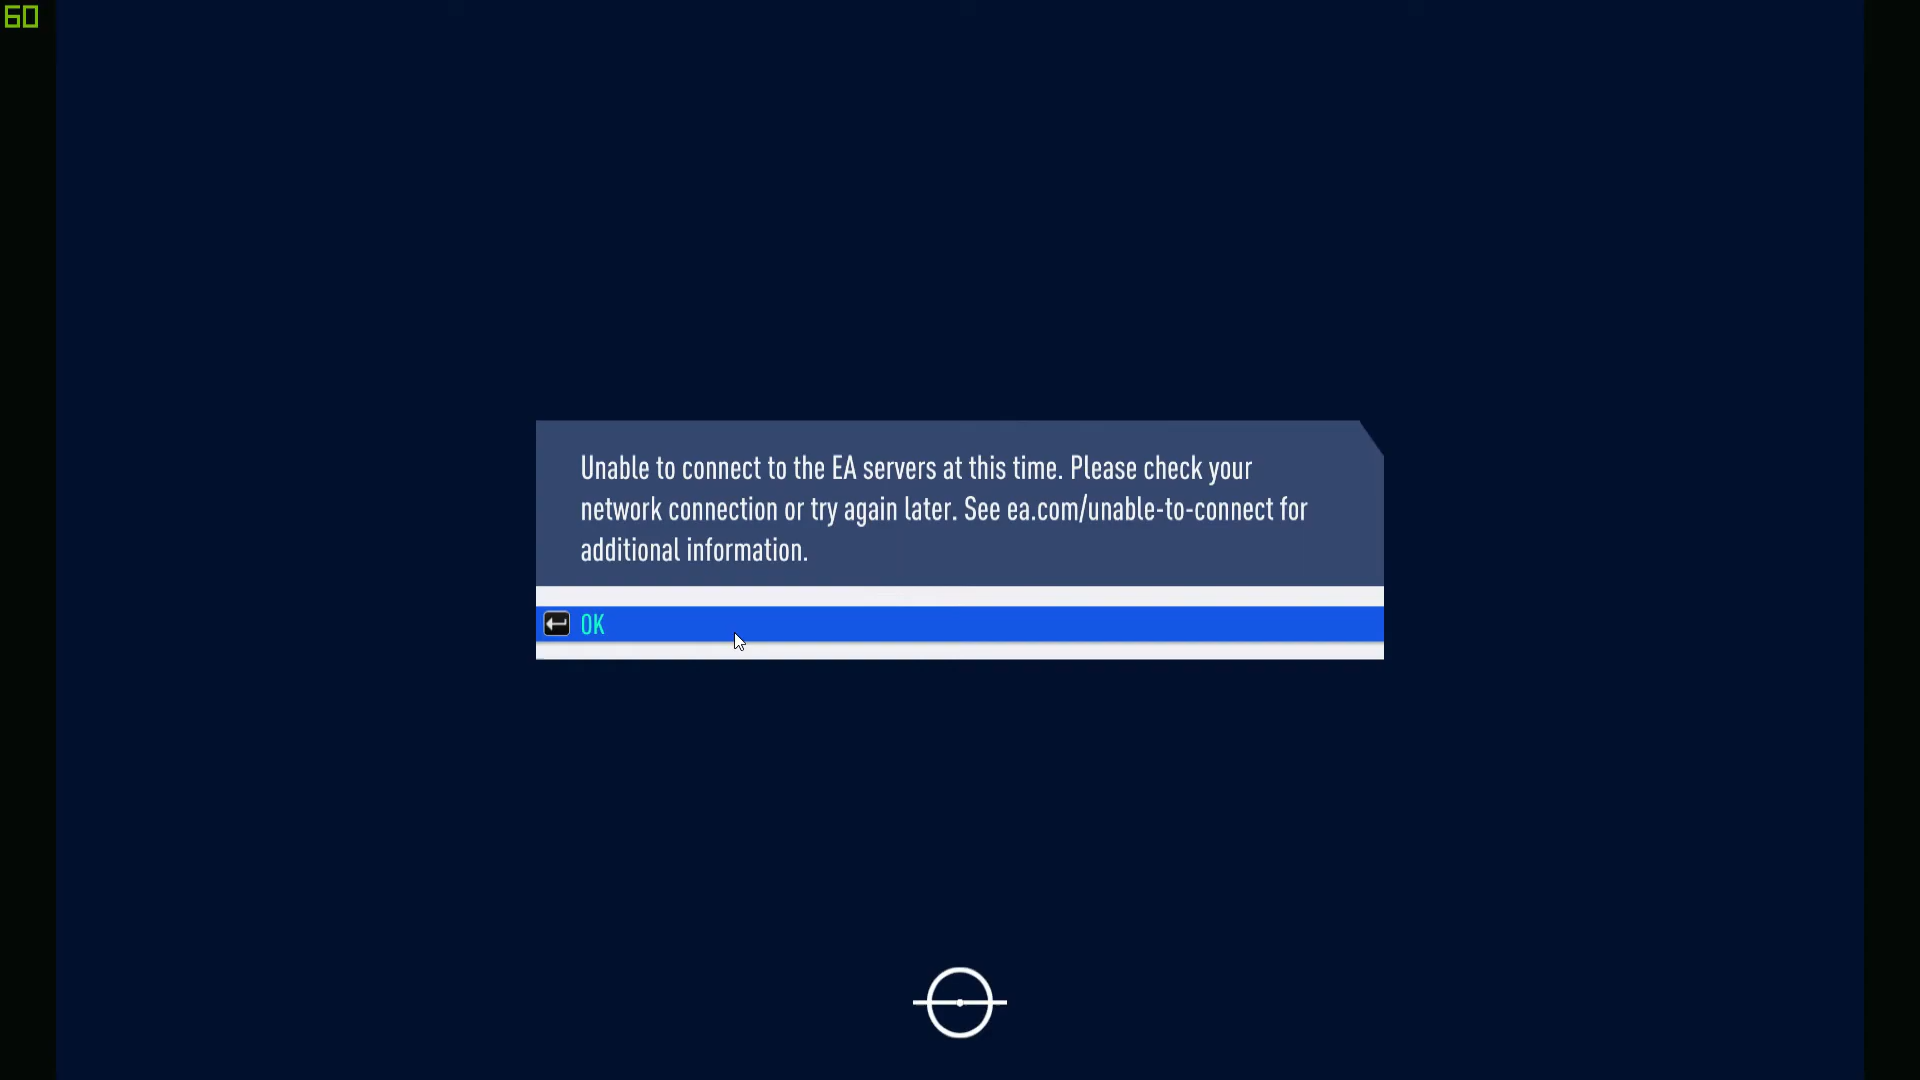 60
Unable to connect to the EA servers at this time. Please check your
network connection or try again later. See ea.com/unable-to-connect for
additional information.
OK